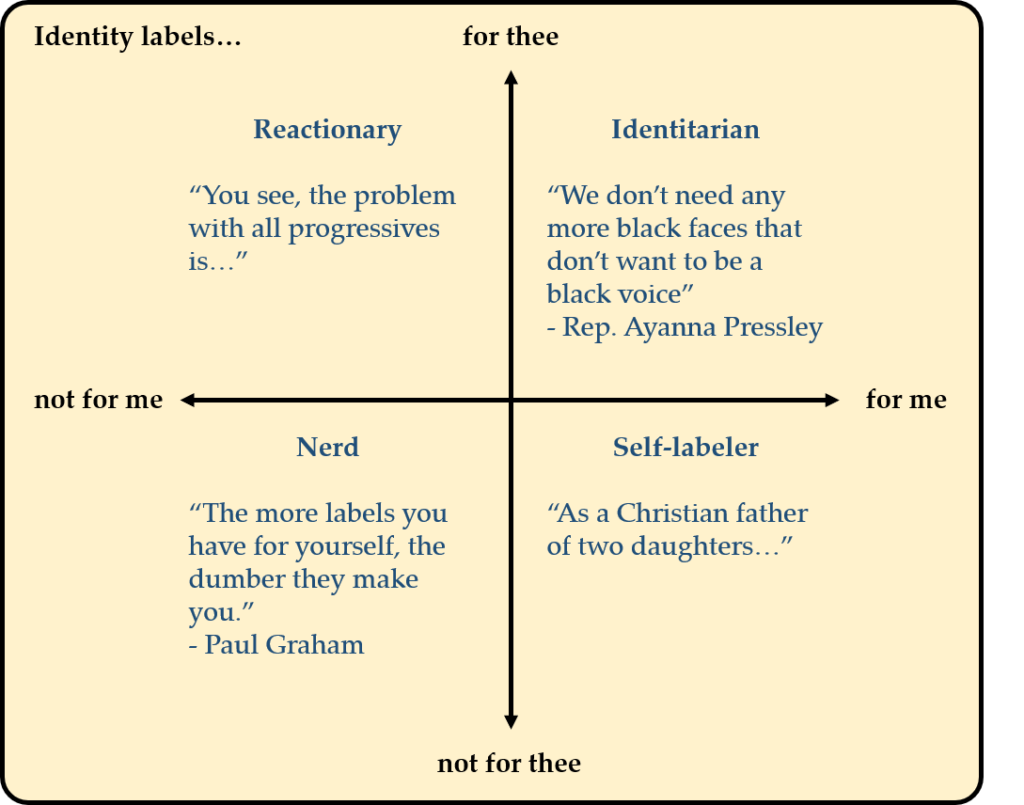 Identity labels…
for thee
Reactionary
“You see, the problem
with all progressives
is…”
Identitarian
“We don’t need any
more black faces that
don’t want to be a
black voice”
- Rep. Ayanna Pressley
not for me
for me
Nerd
“The more labels you
have for yourself, the
dumber they make
you.”
- Paul Graham
Self-labeler
“As a Christian father
of two daughters…”
not for thee